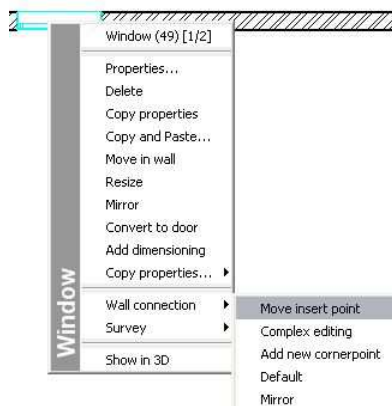 Window (49) [1/2]
Properties...
Delete
Copy properties
Copy and Paste...
Move in wall
Resize
Mirror
Convert to door
Add dimensioning
Copy properties...
Wall connection
Survey
Show in 3D
Window
Move insert point
Complex editing
Add new cornerpoint
Default
Mirror